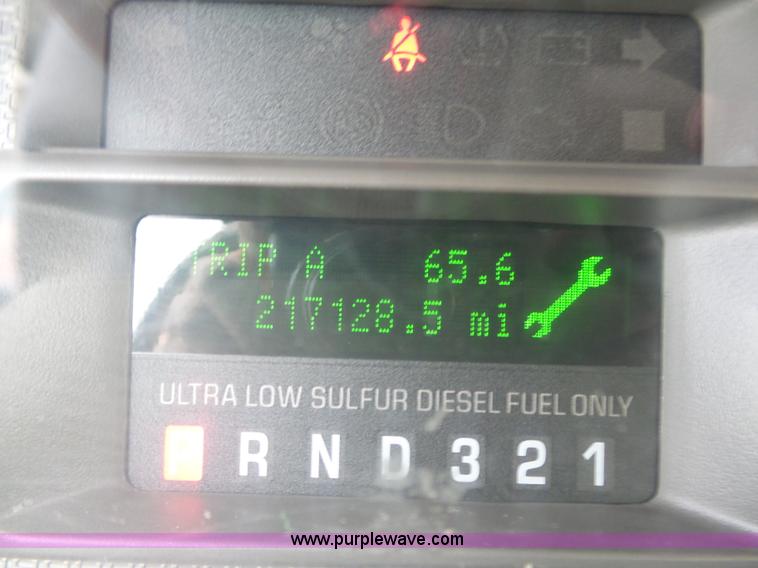 TRIP A 65.6
217128.5 mi
ULTRA LOW SULFUR DIESEL FUEL ONLY
P R N D 3 2 1
www.purplewave.com